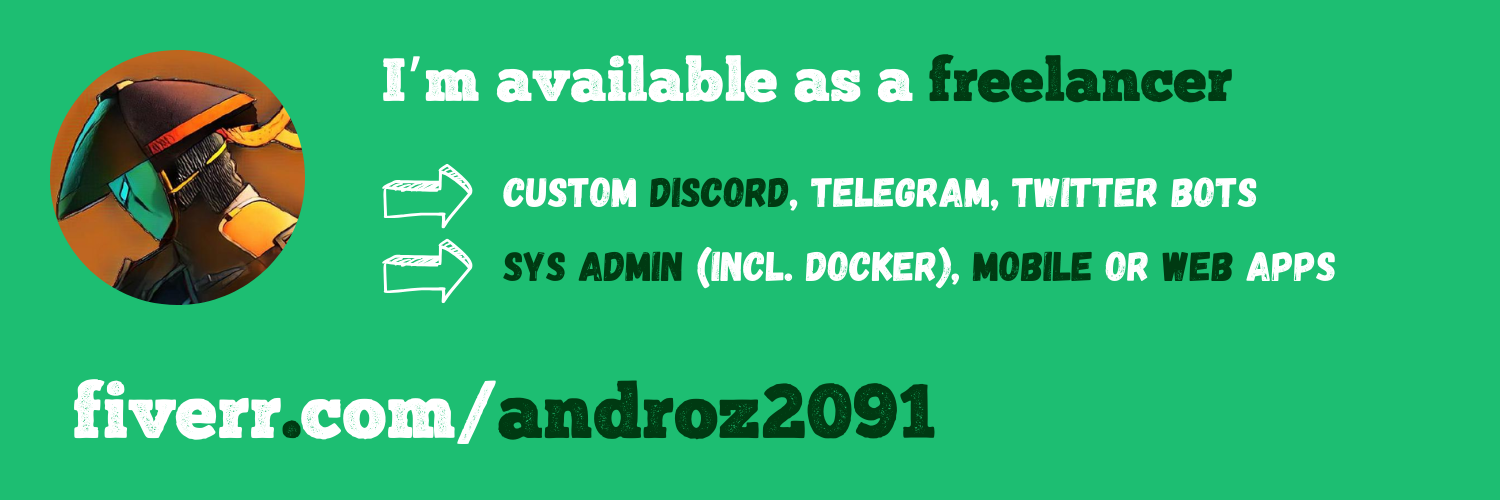 I'm available as a freelancer
CUSTOM DISCORD, TELEGRAM, TWITTER BOTS
SYS ADMIN (INCL. DOCKER), MOBILE OR WEB APPS
fiverr.com/androz2091